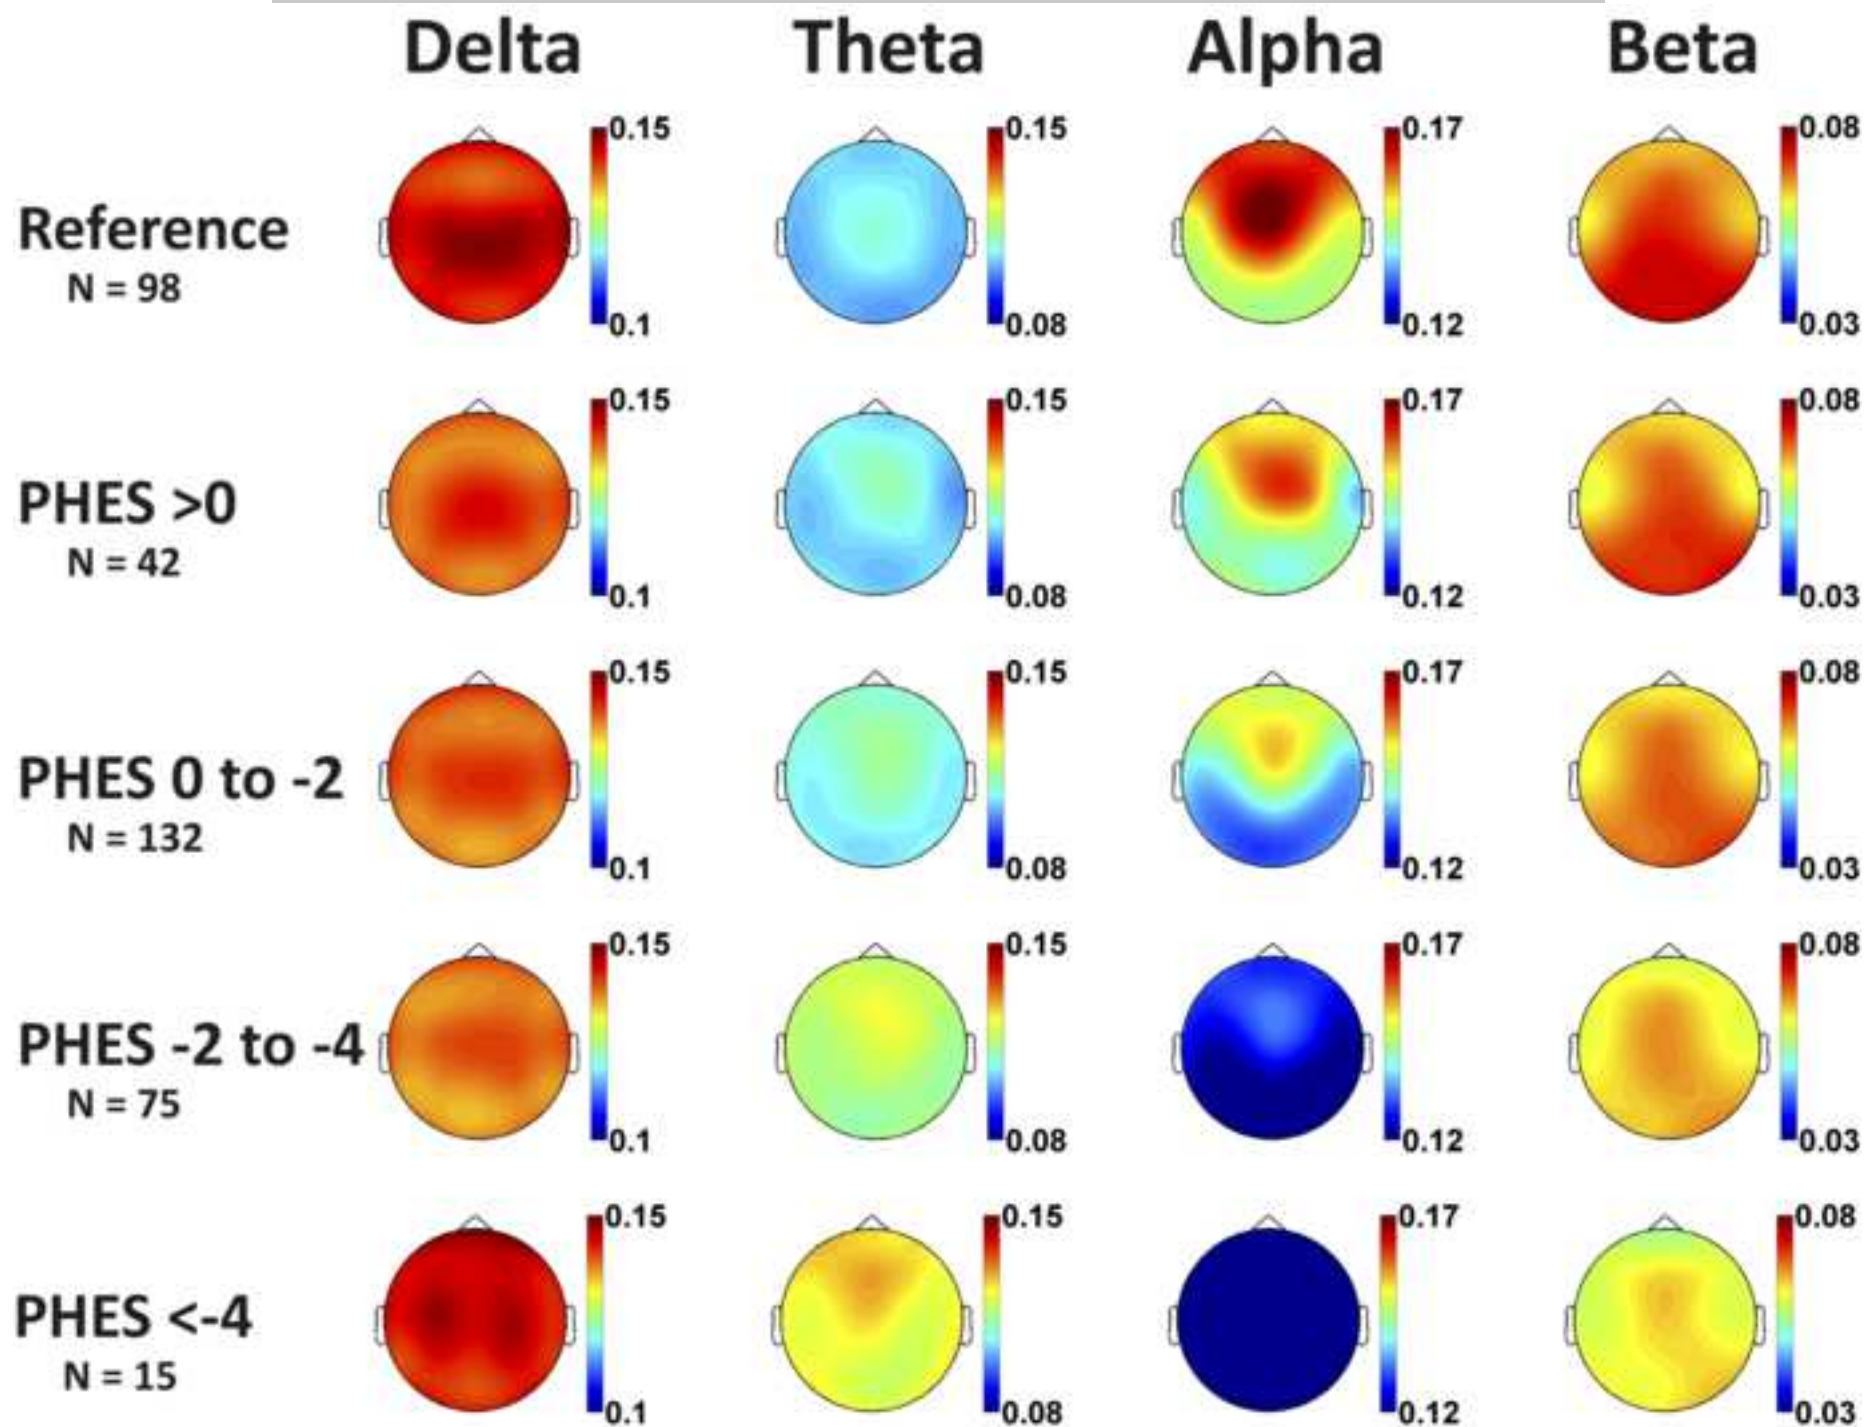 Delta Theta Alpha Beta
0.15 0.15 0.17 0.08
Reference
N = 98
0.1 0.08 0.12 0.03
0.15 0.15 0.17 0.08
PHES >0
N = 42
0.1 0.08 0.12 0.03
0.15 0.15 0.17 0.08
PHES 0 to -2
N = 132
0.1 0.08 0.12 0.03
0.15 0.15 0.17 0.08
PHES -2 to -4
N = 75
0.1 0.08 0.12 0.03
0.15 0.15 0.17 0.08
PHES <-4
N = 15
0.1 0.08 0.12 0.03